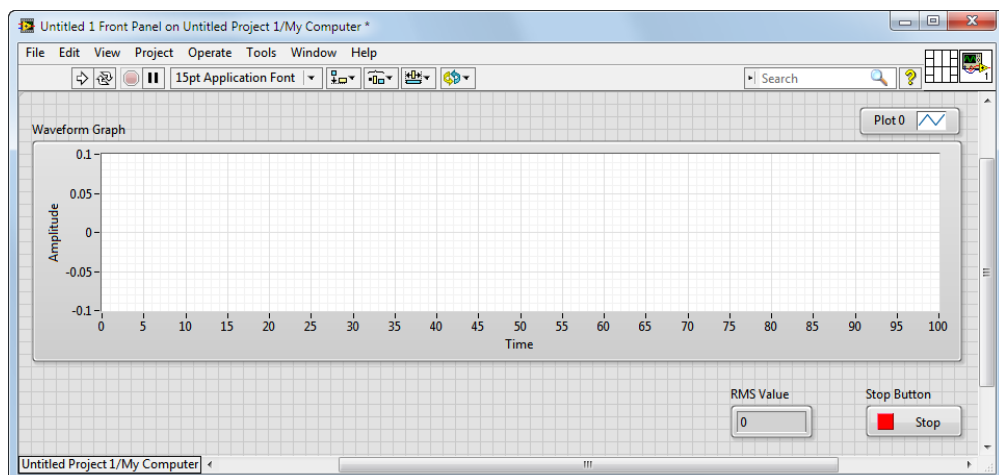 Untitled 1 Front Panel on Untitled Project 1/My Computer *
File Edit View Project Operate Tools Window Help
15pt Application Font Search ? 1
Plot 0
Waveform Graph
0.1
0.05
0
-0.05
-0.1
Amplitude
0 5 10 15 20 25 30 35 40 45 50 55 60 65 70 75 80 85 90 95 100
Time
RMS Value Stop Button
0 Stop
Untitled Project 1/My Computer